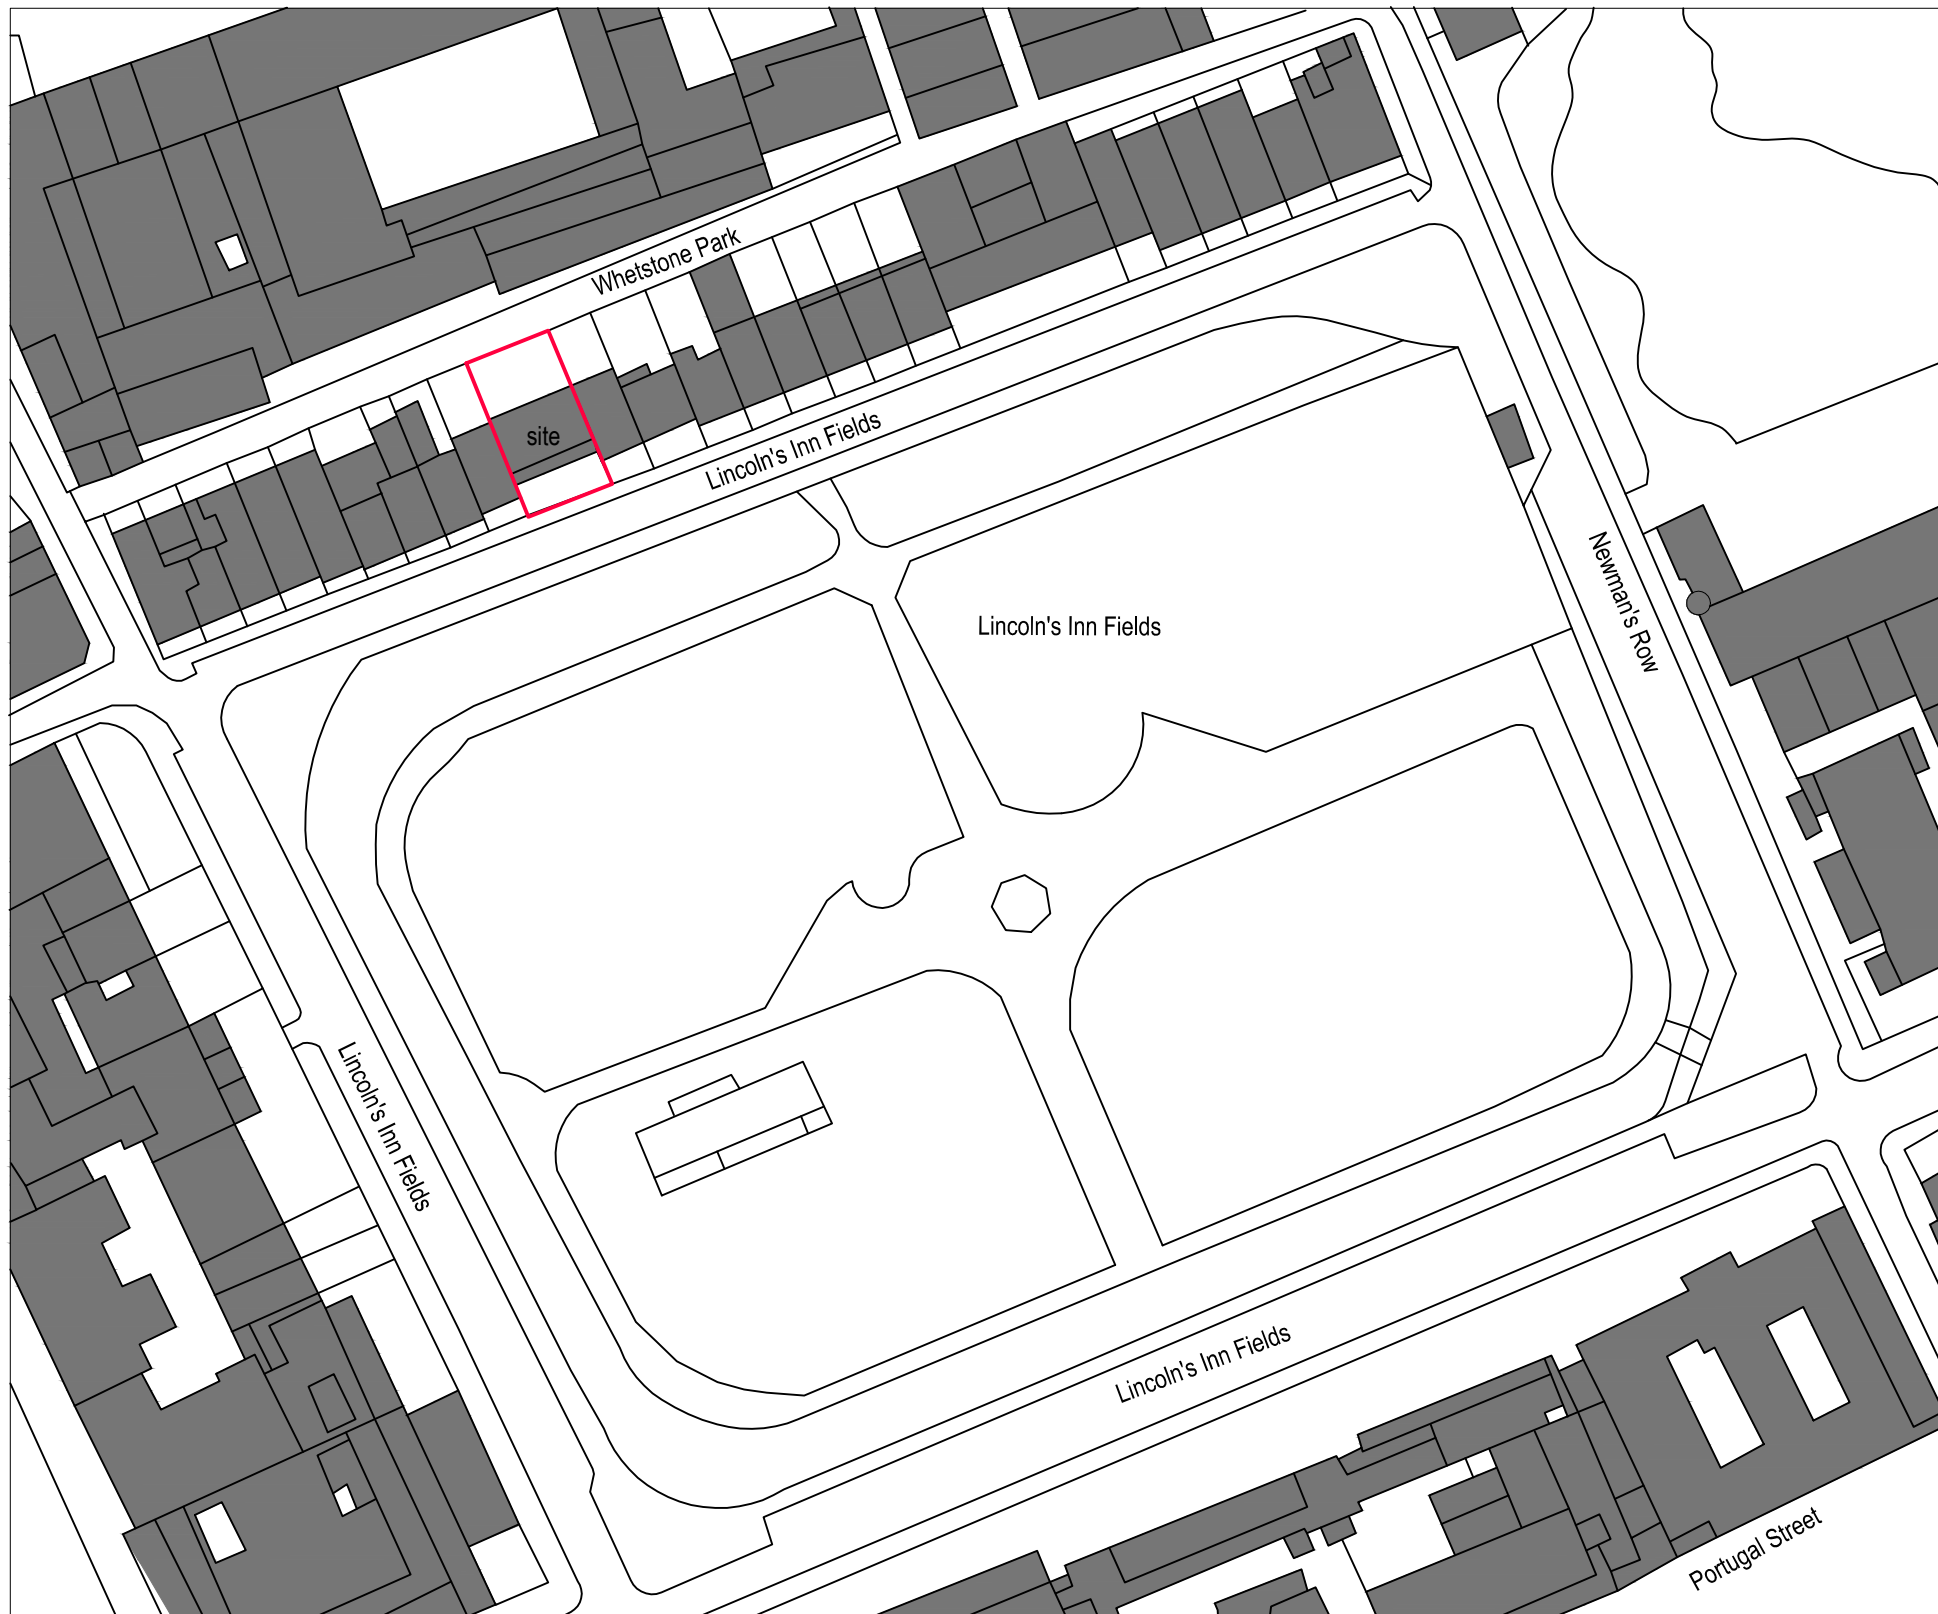 Whetstone Park
site
Lincoln's Inn Fields
Newman's Row
Lincoln's Inn Fields
Lincoln's Inn Fields
Lincoln's Inn Fields
Portugal Street